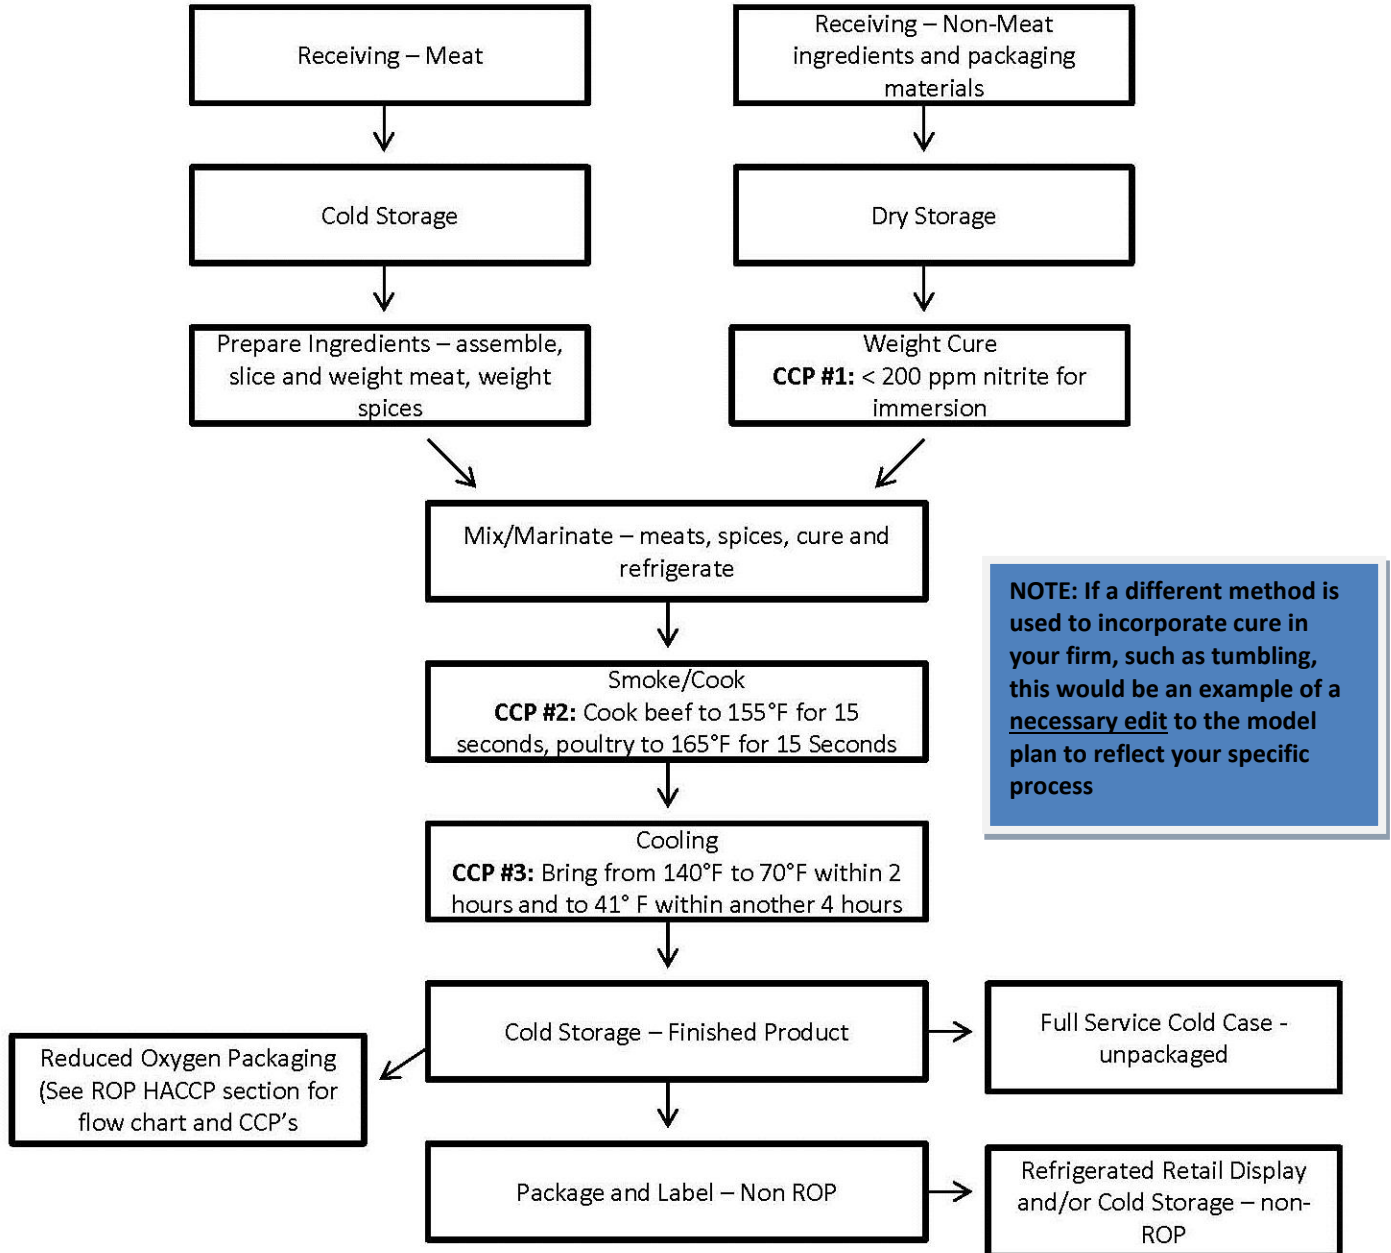 Receiving – Meat
Receiving – Non-Meat
ingredients and packaging
materials
Cold Storage
Dry Storage
Prepare Ingredients – assemble,
slice and weight meat, weight
spices
Weight Cure
CCP #1: < 200 ppm nitrite for
immersion
Mix/Marinate – meats, spices, cure and
refrigerate
NOTE: If a different method is
used to incorporate cure in
your firm, such as tumbling,
this would be an example of a
necessary edit to the model
plan to reflect your specific
process
Smoke/Cook
CCP #2: Cook beef to 155°F for 15
seconds, poultry to 165°F for 15 Seconds
Cooling
CCP #3: Bring from 140°F to 70°F within 2
hours and to 41° F within another 4 hours
Cold Storage – Finished Product
Full Service Cold Case -
unpackaged
Reduced Oxygen Packaging
(See ROP HACCP section for
flow chart and CCP's
Package and Label – Non ROP
Refrigerated Retail Display
and/or Cold Storage – non-
ROP